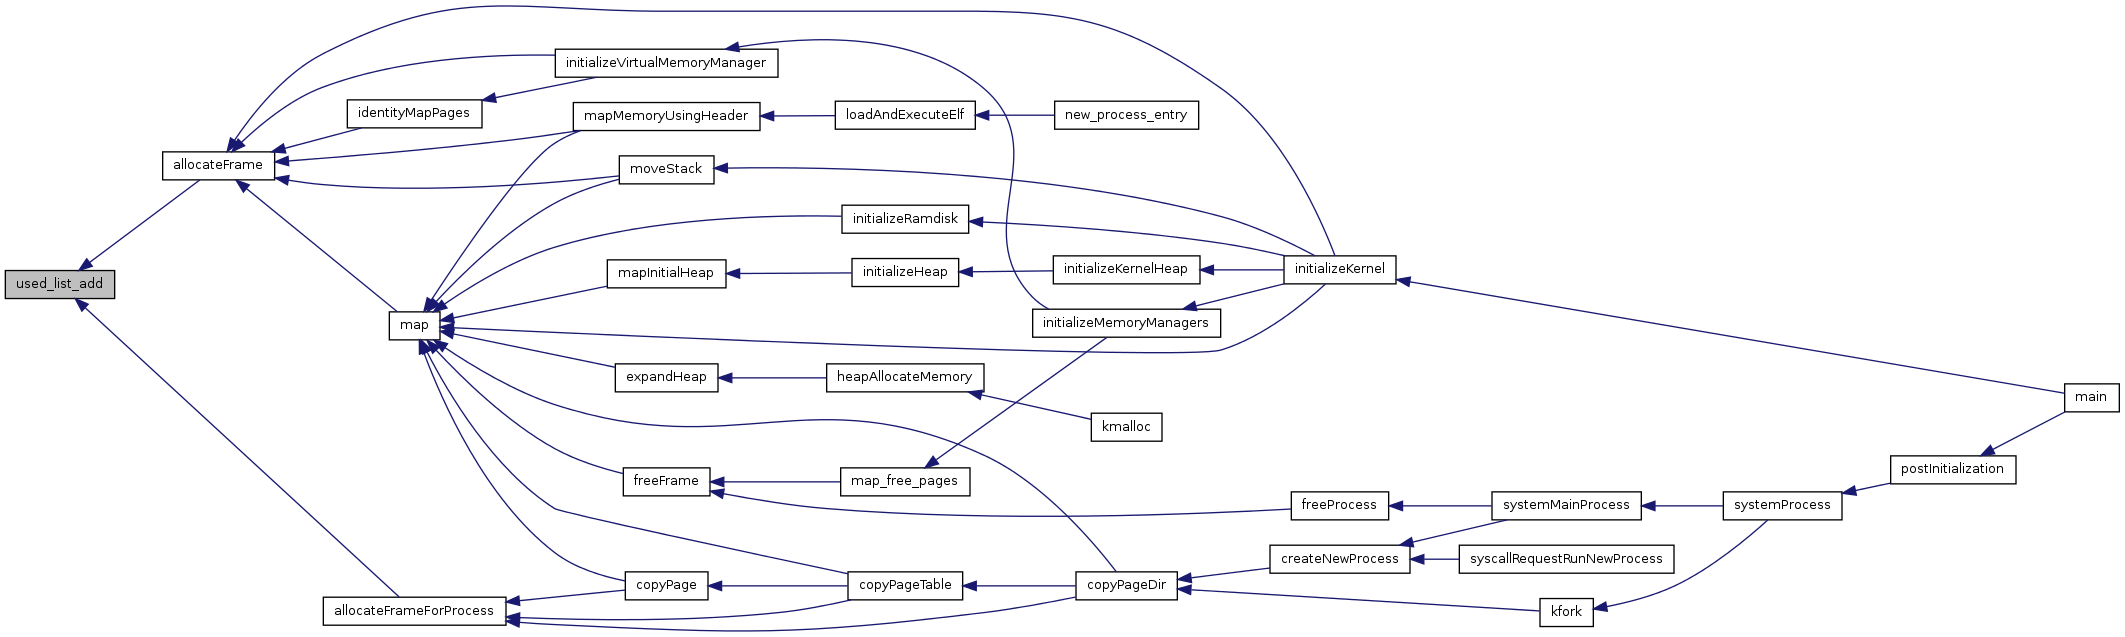 initializeVirtualMemoryManager
identityMapPages
mapMemoryUsingHeader
loadAndExecuteElf
new_process_entry
allocateFrame
moveStack
initializeRamdisk
used_list_add
mapInitialHeap
initializeHeap
initializeKernelHeap
initializeKernel
map
initializeMemoryManagers
expandHeap
heapAllocateMemory
main
kmalloc
freeFrame
map_free_pages
postInitialization
freeProcess
systemMainProcess
systemProcess
createNewProcess
syscallRequestRunNewProcess
copyPage
copyPageTable
copyPageDir
allocateFrameForProcess
kfork